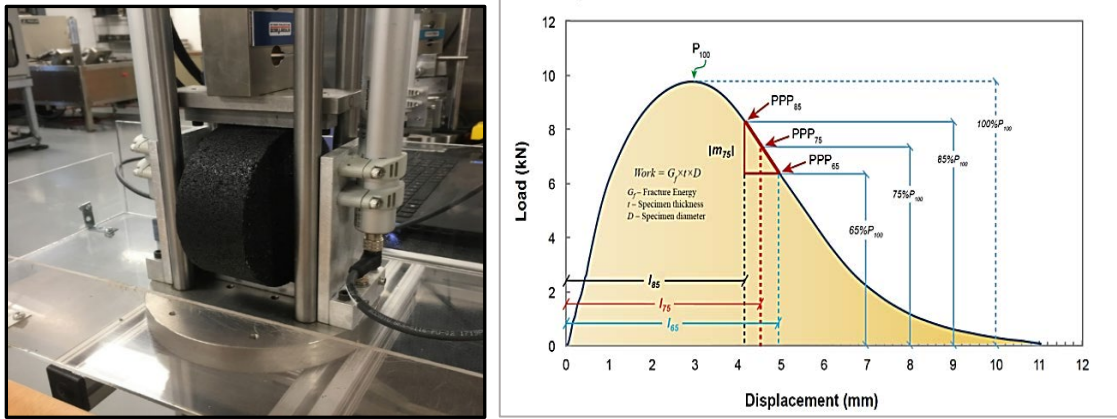 12
10
8
6
4
2
0
Load (kN)
P100
PPP85
PPP75
PPP65
|m75|
Work = Gf×t×D
Gf – Fracture Energy
t – Specimen thickness
D – Specimen diameter
100%P100
85%P100
75%P100
65%P100
l85
l75
l65
0 1 2 3 4 5 6 7 8 9 10 11 12
Displacement (mm)